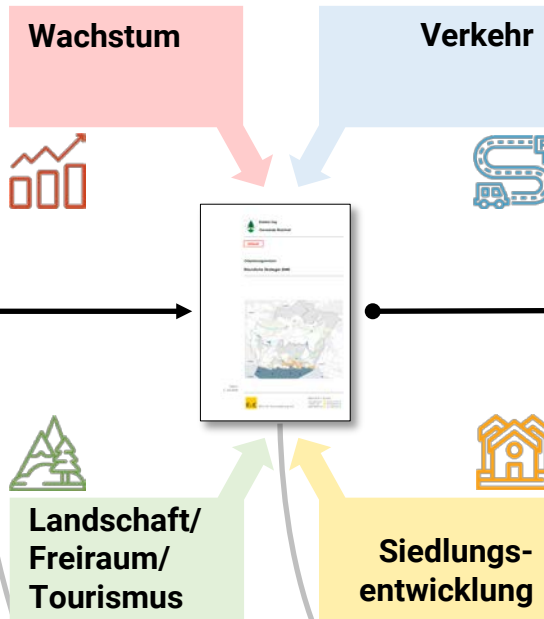 Wachstum
Verkehr
Landschaft/
Freiraum/
Tourismus
Siedlungs-
entwicklung